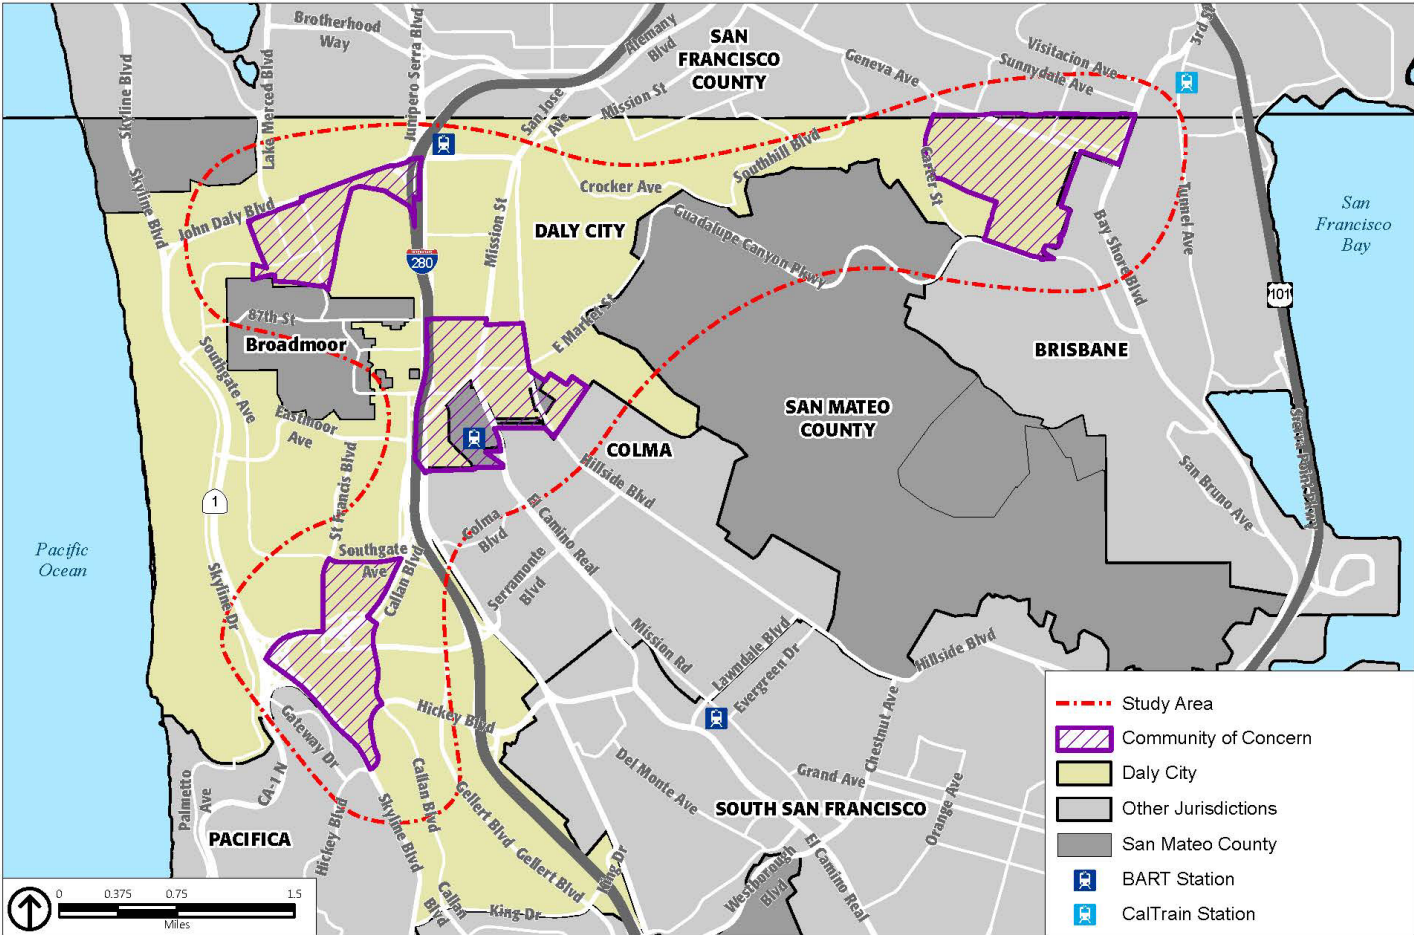 Brotherhood
Way
Skyline Blvd
Lake Merced Blvd
Junipero Serra Blvd
Alemany
Blvd
SAN
FRANCISCO
COUNTY
Geneva Ave
Visitacion Ave
Sunnydale Ave
3rd St
San Jose
Ave
Mission St
Southhill Blvd
Crocker Ave
Carter St
Skyline Blvd
John Daly Blvd
Mission St
DALY CITY
Guadalupe Canyon Pkwy
Bay Shore Blvd
Tunnel Ave
San
Francisco
Bay
280
101
87th St
Broadmoor
E Market St
BRISBANE
Southgate Ave
Eastmoor
Ave
SAN MATEO
COUNTY
COLMA
Hillside Blvd
St Francis Blvd
1
Sierra Point Pkwy
San Bruno Ave
Pacific
Ocean
Colma
Blvd
El Camino Real
Southgate
Ave
Callan Blvd
Serramonte
Blvd
Skyline Dr
Mission Rd
Lawndale Blvd
Evergreen Dr
Hillside Blvd
Hickey Blvd
Gateway Dr
Chestnut Ave
Del Monte Ave
Grand Ave
Orange Ave
CA-1 N
Palmetto
Ave
PACIFICA
Hickey Blvd
Skyline Blvd
Callan Blvd
Gellert Blvd
Gellert Blvd
SOUTH SAN FRANCISCO
El Camino Real
Westborough
Blvd
King Dr
Callan
Blvd
King Dr
Study Area
Community of Concern
Daly City
Other Jurisdictions
San Mateo County
BART Station
CalTrain Station
0 0.375 0.75 1.5
Miles